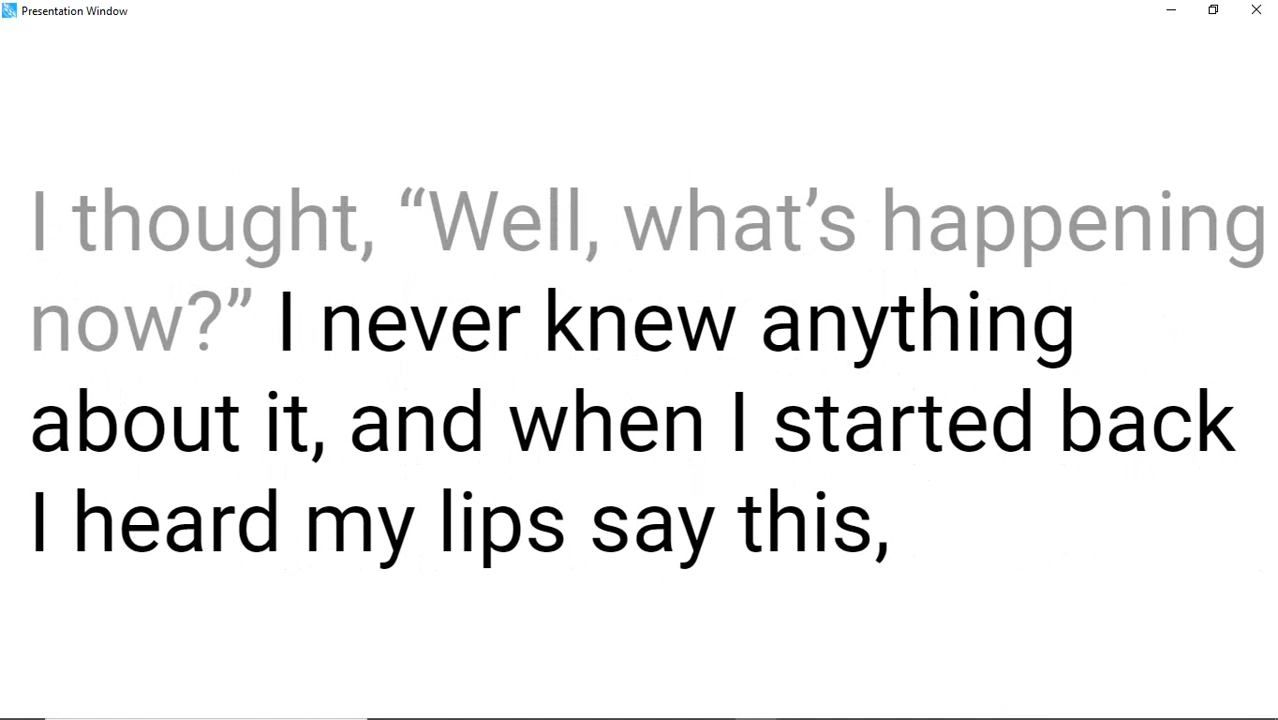 Presentation Window
I thought, “Well, what’s happening
now?” I never knew anything
about it, and when I started back
I heard my lips say this,